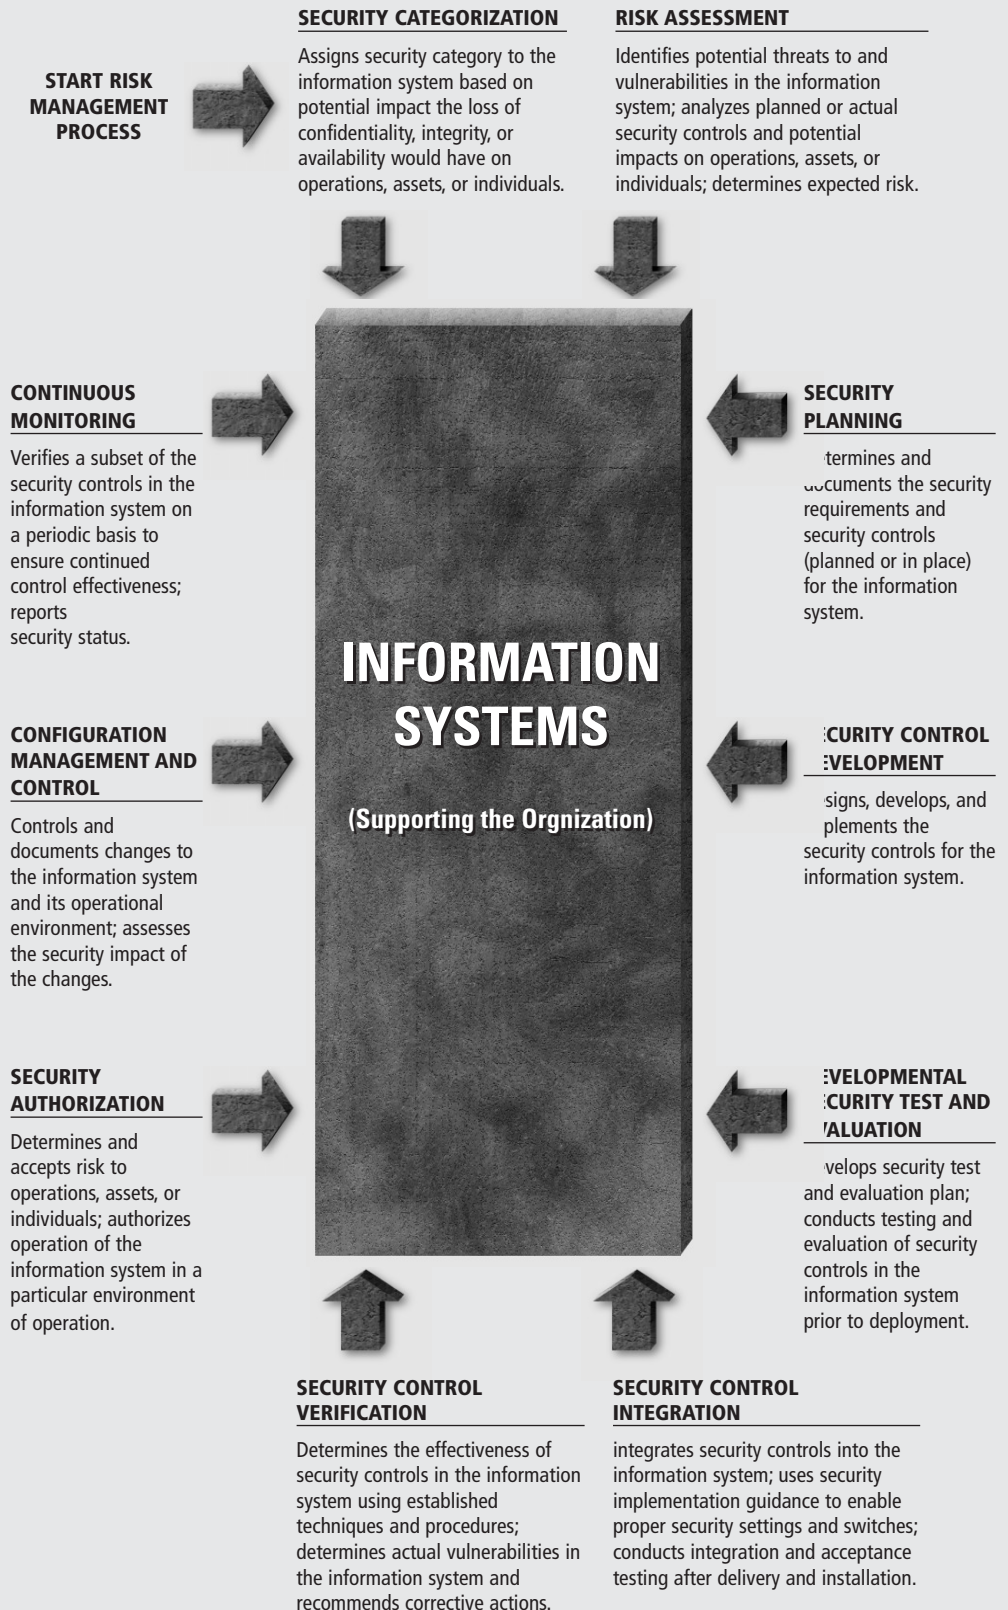 START RISK
MANAGEMENT
PROCESS
SECURITY CATEGORIZATION
Assigns security category to the
information system based on
potential impact the loss of
confidentiality, integrity, or
availability would have on
operations, assets, or individuals.
RISK ASSESSMENT
Identifies potential threats to and
vulnerabilities in the information
system; analyzes planned or actual
security controls and potential
impacts on operations, assets, or
individuals; determines expected risk.
CONTINUOUS
MONITORING
Verifies a subset of the
security controls in the
information system on
a periodic basis to
ensure continued
control effectiveness;
reports
security status.
SECURITY
PLANNING
termines and
documents the security
requirements and
security controls
(planned or in place)
for the information
system.
INFORMATION
SYSTEMS
(Supporting the Orgnization)
CONFIGURATION
MANAGEMENT AND
CONTROL
Controls and
documents changes to
the information system
and its operational
environment; assesses
the security impact of
the changes.
CURITY CONTROL
EVELOPMENT
signs, develops, and
plements the
security controls for the
information system.
SECURITY
AUTHORIZATION
Determines and
accepts risk to
operations, assets, or
individuals; authorizes
operation of the
information system in a
particular environment
of operation.
EVELOPMENTAL
CURITY TEST AND
VALUATION
velops security test
and evaluation plan;
conducts testing and
evaluation of security
controls in the
information system
prior to deployment.
SECURITY CONTROL
VERIFICATION
Determines the effectiveness of
security controls in the information
system using established
techniques and procedures;
determines actual vulnerabilities in
the information system and
recommends corrective actions.
SECURITY CONTROL
INTEGRATION
integrates security controls into the
information system; uses security
implementation guidance to enable
proper security settings and switches;
conducts integration and acceptance
testing after delivery and installation.